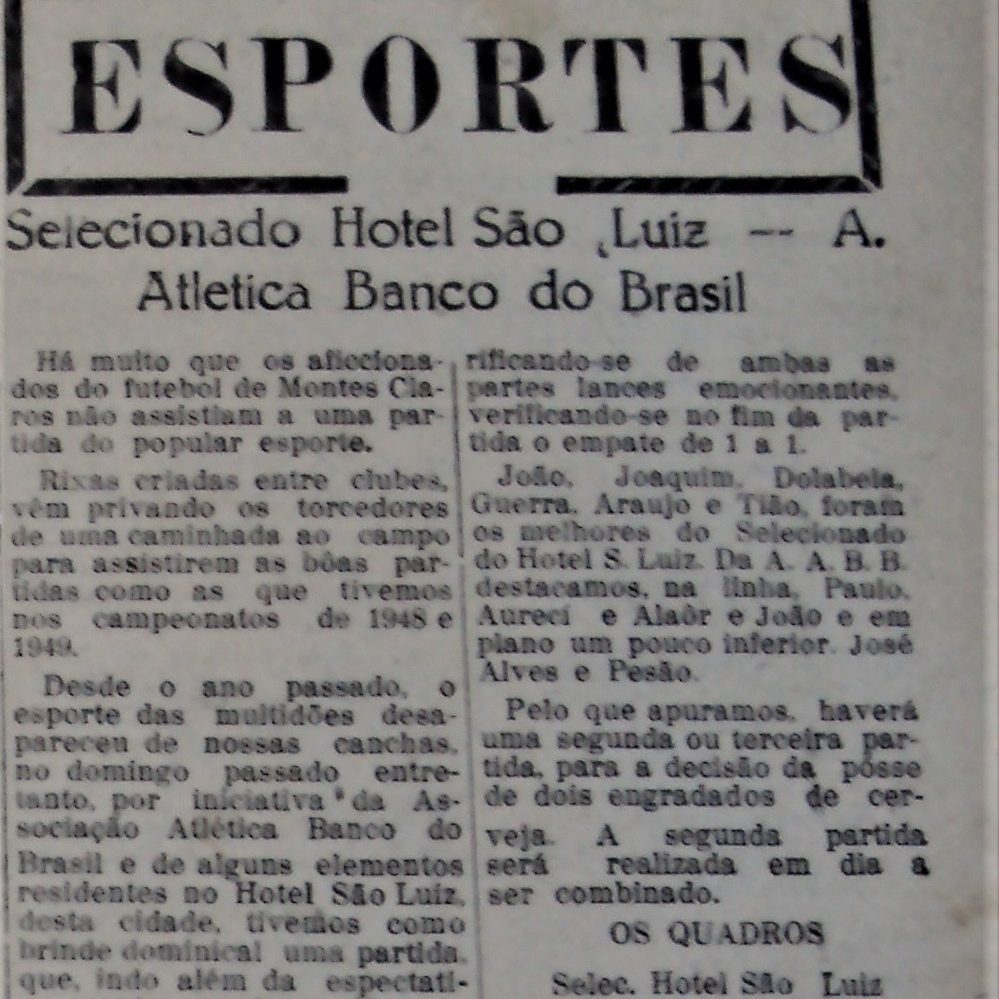 ESPORTES
Selecionado Hotel São Luiz -- A.
Atletica Banco do Brasil
Há muito que os aficciona-
dos do futebol de Montes Cla-
ros não assistiam a uma par-
tida do popular esporte.
Rixas criadas entre clubes,
vêm privando os torcedores
de uma caminhada ao campo
para assistirem as bôas par-
tidas como as que tivemos
nos campeonatos de 1948 e
1949.
Desde o ano passado, o
esporte das multidões desa-
pareceu de nossas canchas,
no domingo passado entre-
tanto, por iniciativa da As-
sociação Atlética Banco do
Brasil e de alguns elementos
residentes no Hotel São Luiz,
desta cidade, tivemos como
brinde dominical uma partida,
que, indo além da espectati-
rificando-se de ambas as
partes lances emocionantes,
verificando-se no fim da par-
tida o empate de 1 a 1.
João, Joaquim, Dolabela,
Guerra, Araujo e Tião, foram
os melhores do Selecionado
do Hotel S. Luiz. Da A. A. B. B.
destacamos, na linha, Paulo,
Aureci e Alaôr e João e em
plano um pouco inferior. José
Alves e Pesão.
Pelo que apuramos, haverá
uma segunda ou terceira par-
tida, para a decisão da pósse
de dois engradados de cer-
veja. A segunda partida
será realizada em dia a
ser combinado.
OS QUADROS
Selec. Hotel São Luiz